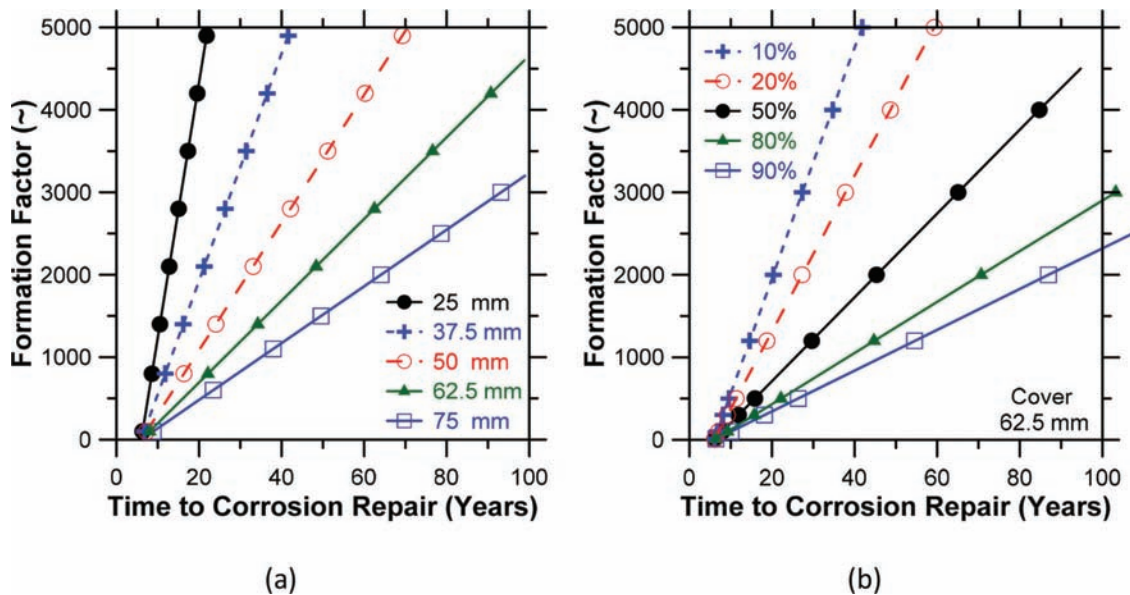 5000
4000
3000
2000
1000
0
0 20 40 60 80 100
Formation Factor (~)
Time to Corrosion Repair (Years)
25 mm
37.5 mm
50 mm
62.5 mm
75 mm
(a)
5000
4000
3000
2000
1000
0
0 20 40 60 80 100
Formation Factor (~)
Time to Corrosion Repair (Years)
10%
20%
50%
80%
90%
Cover
62.5 mm
(b)